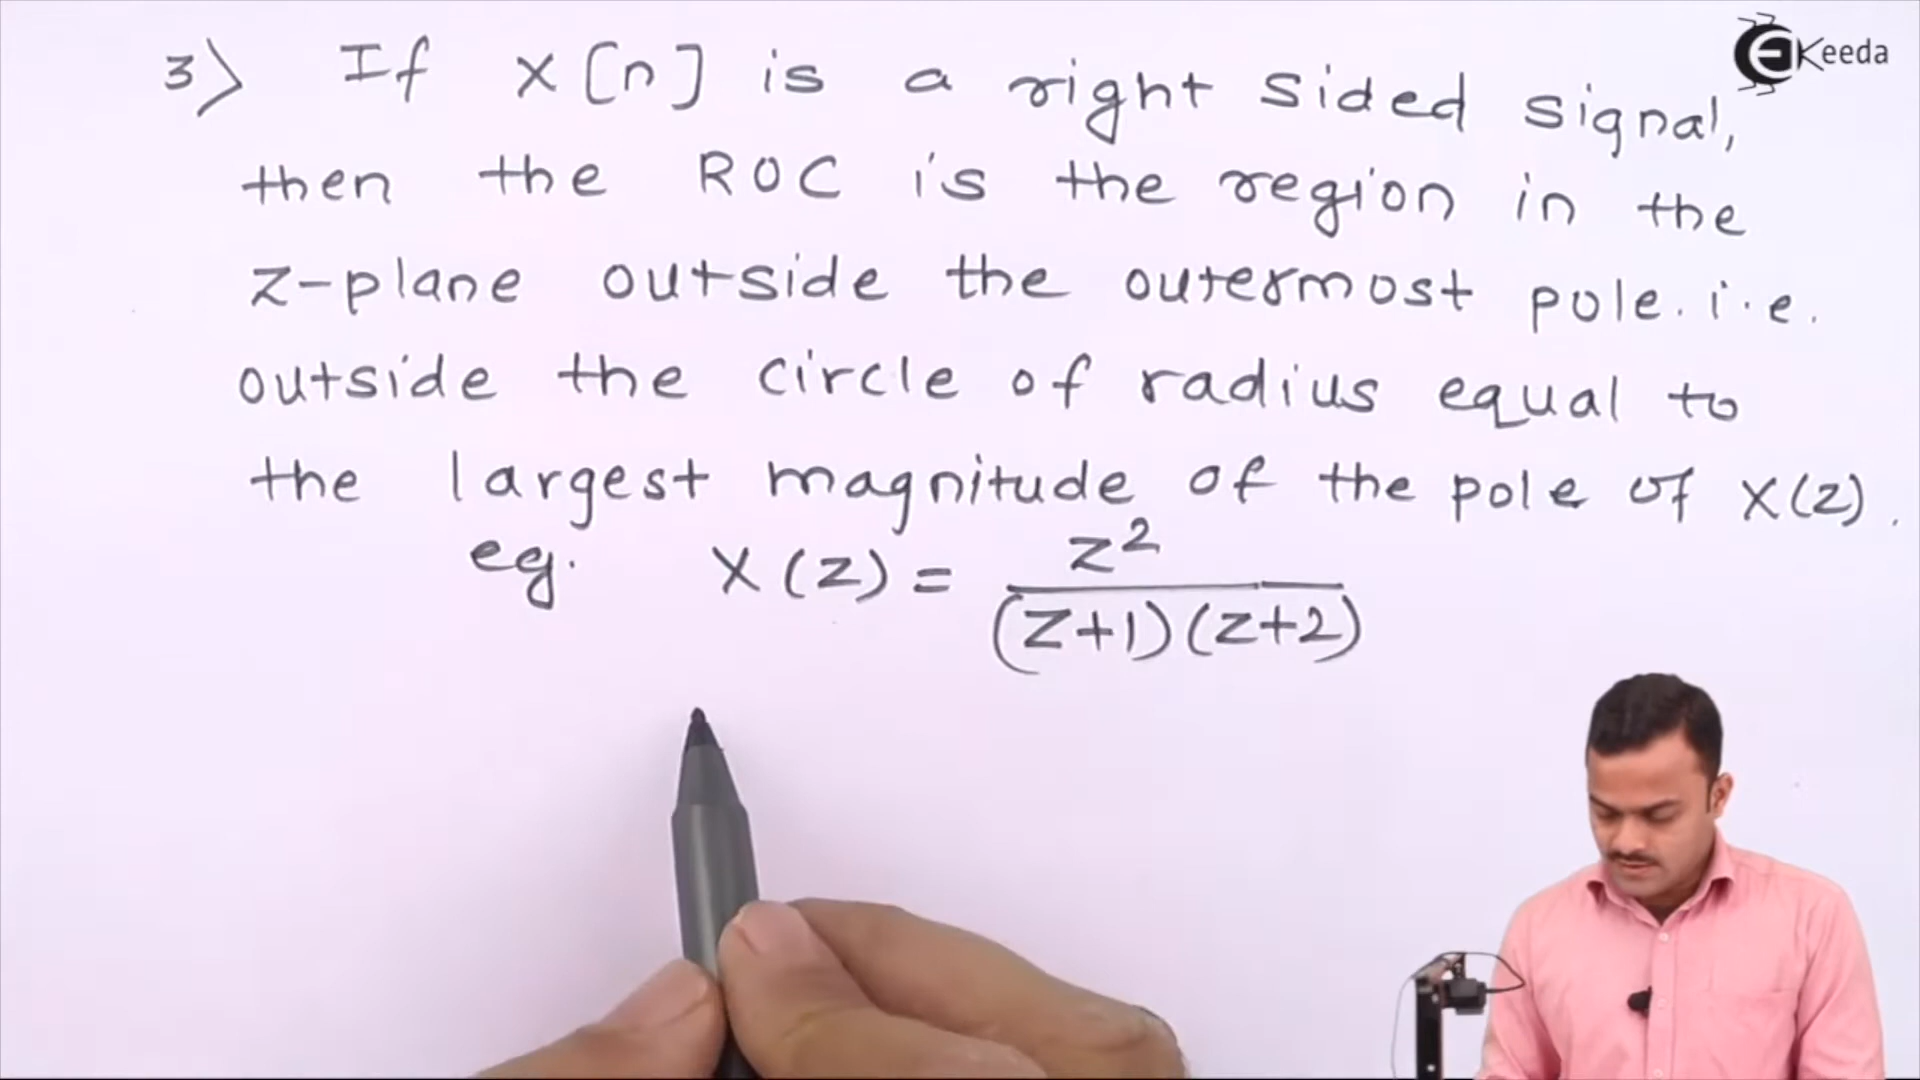 3) If x[n] is a right sided signal,
then the ROC is the region in the
z-plane outside the outermost pole. i.e.
outside the circle of radius equal to
the largest magnitude of the pole of X(z).
eg. X(z) = z² / (z+1)(z+2)
EKeeda